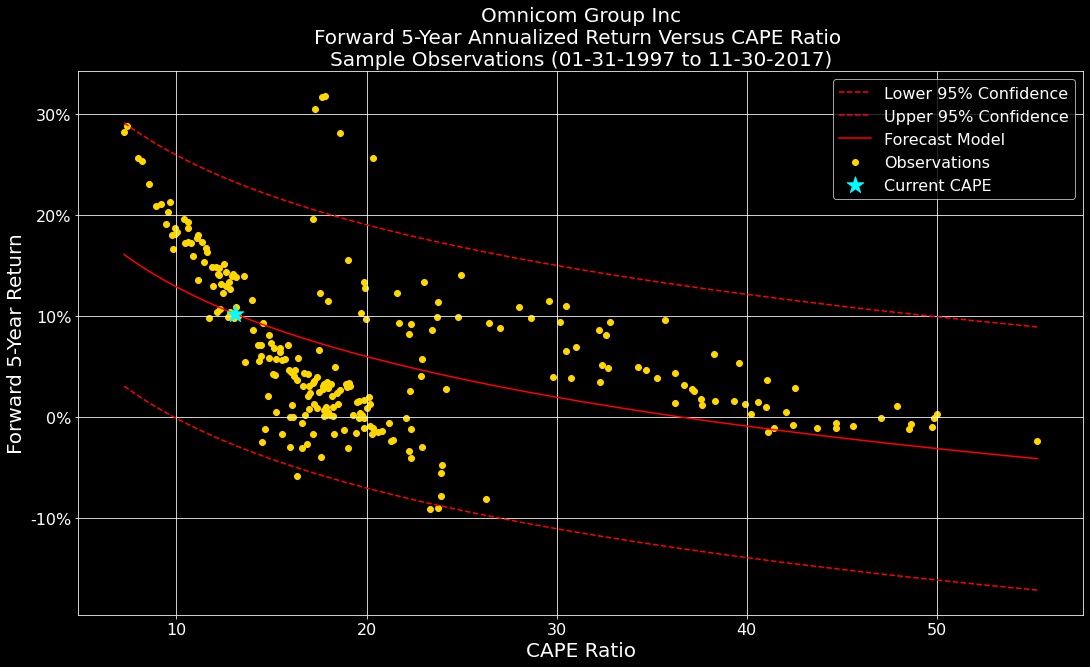 Omnicom Group Inc
Forward 5-Year Annualized Return Versus CAPE Ratio
Sample Observations (01-31-1997 to 11-30-2017)
Lower 95% Confidence
Upper 95% Confidence
Forecast Model
Observations
Current CAPE
Forward 5-Year Return
30%
20%
10%
0%
-10%
10 20 30 40 50
CAPE Ratio